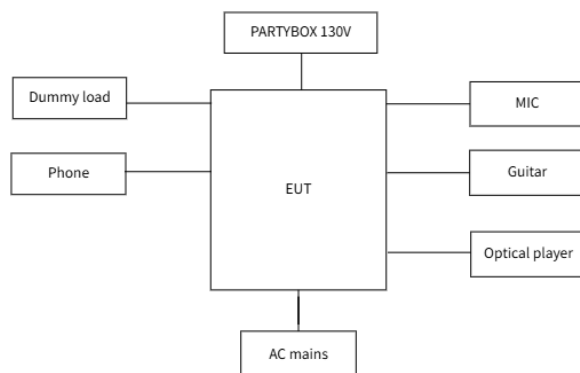 PARTYBOX 130V
Dummy load
MIC
Phone
EUT
Guitar
Optical player
AC mains